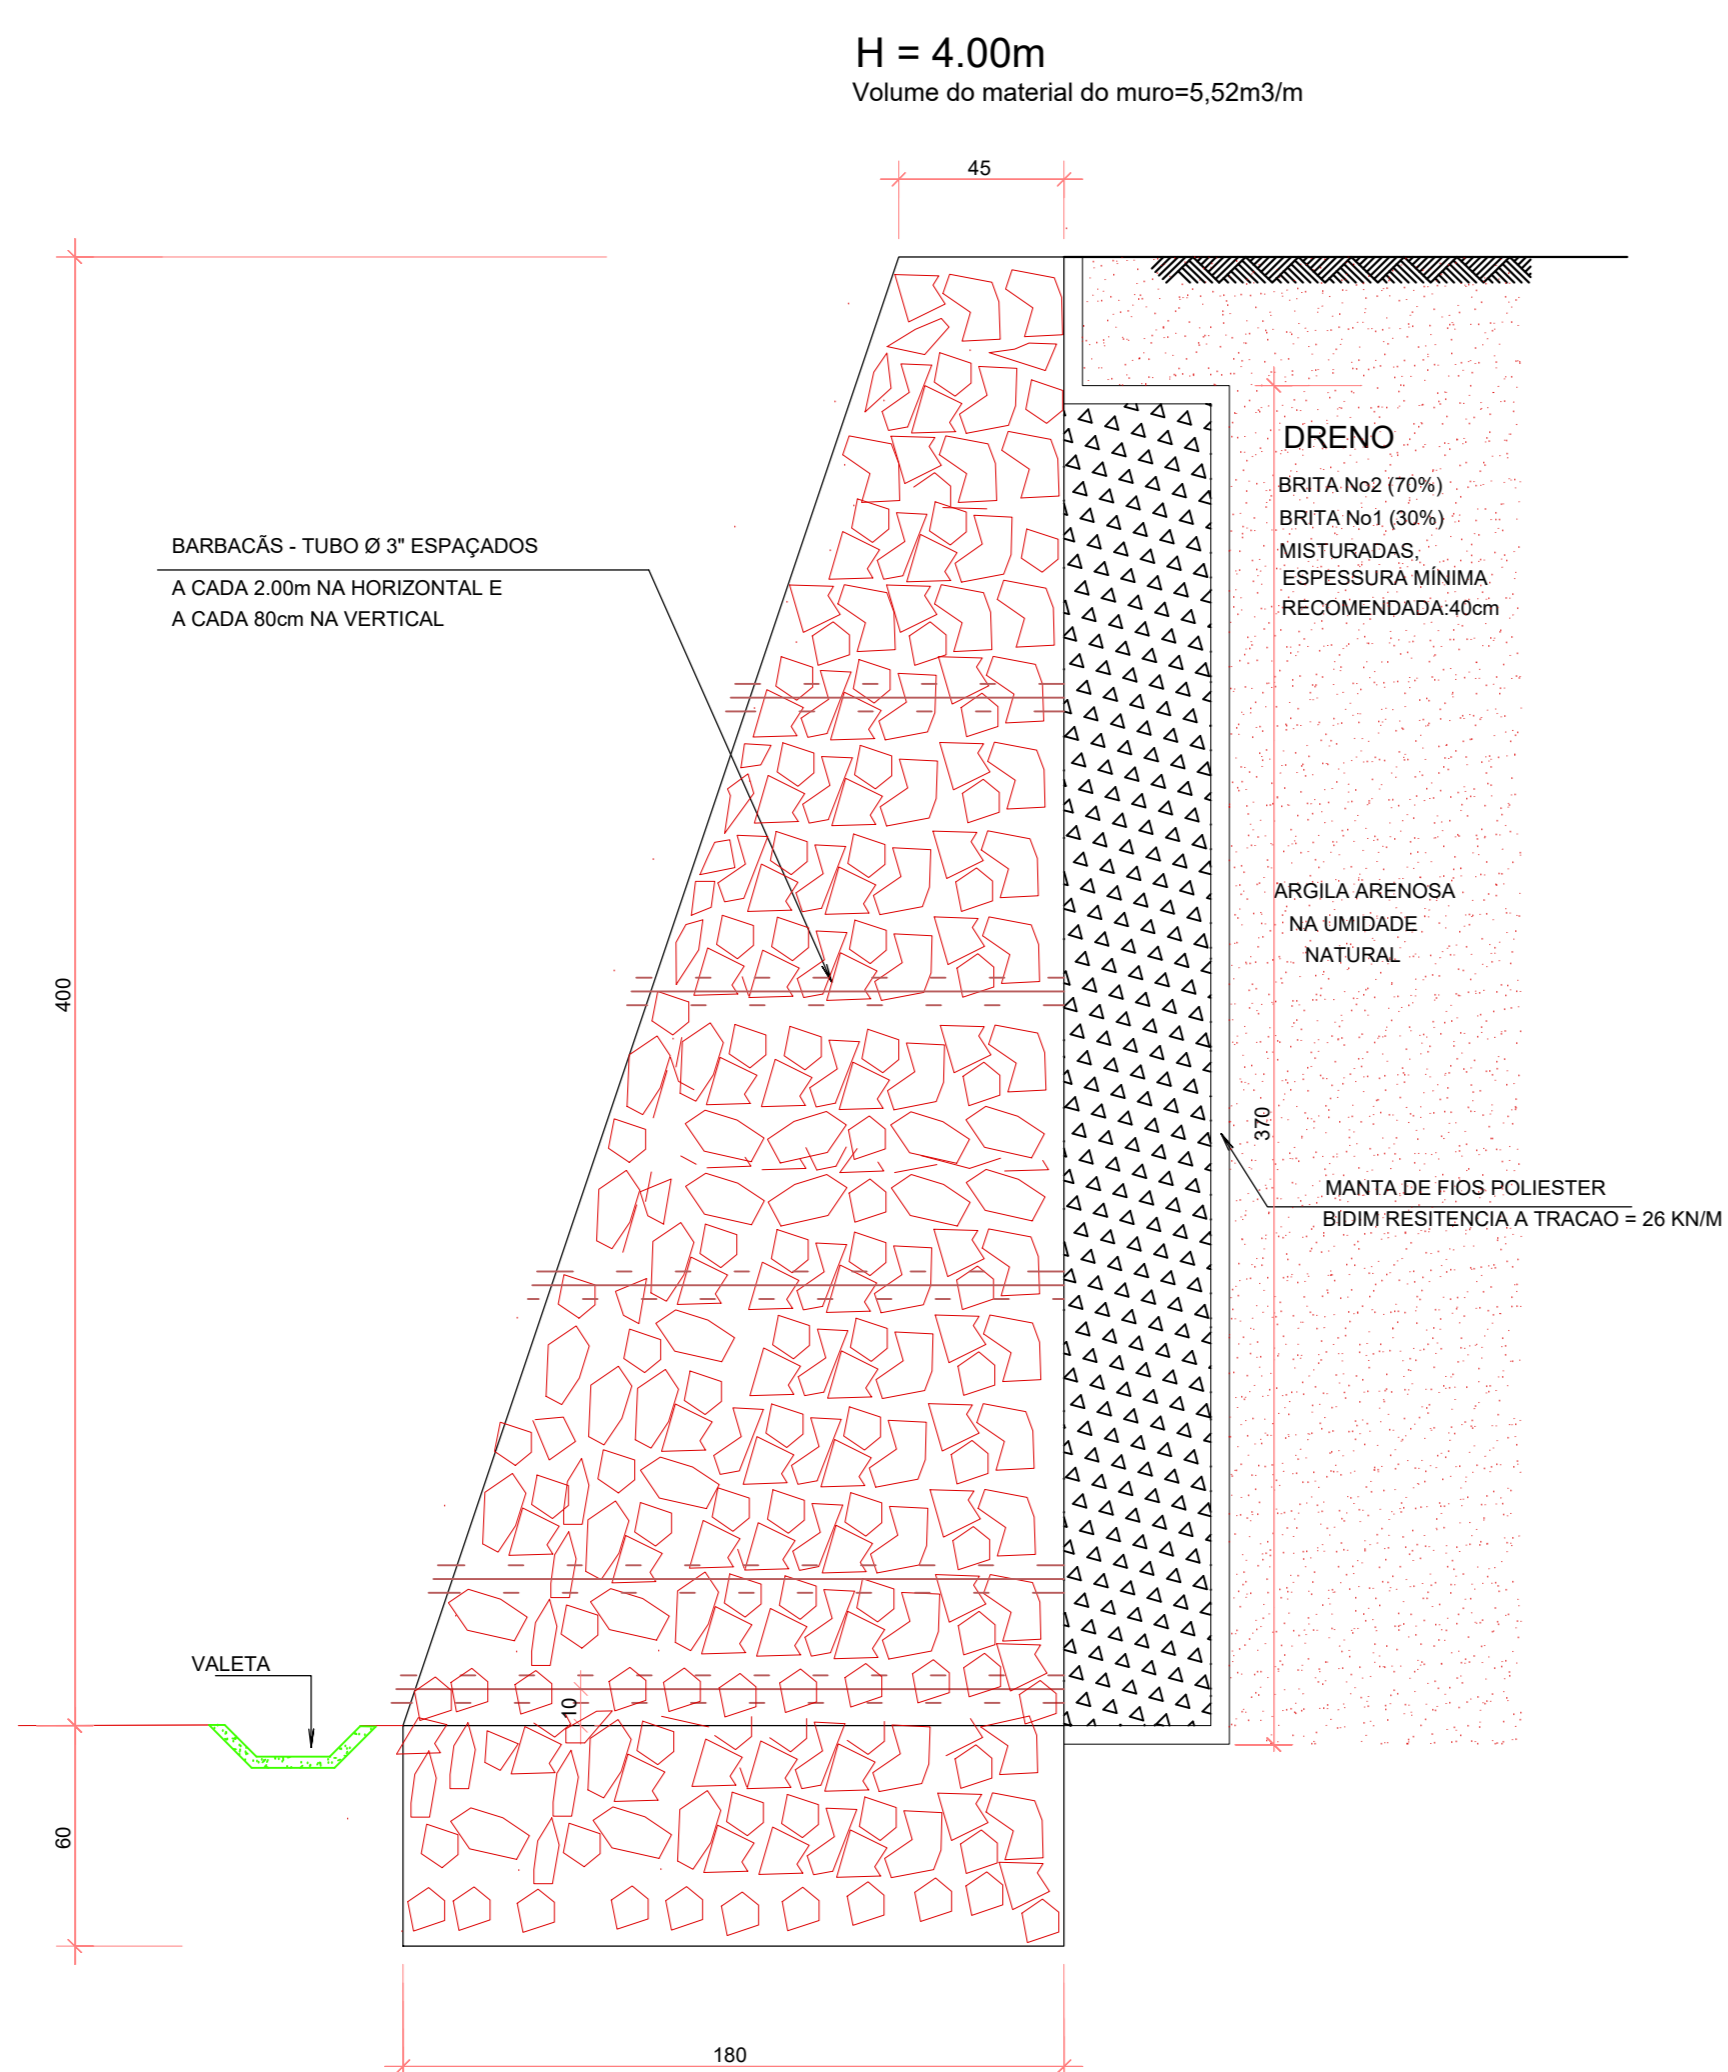 H = 4.00m
Volume do material do muro=5,52m3/m
45
DRENO
BRITA No2 (70%)
BRITA No1 (30%)
MISTURADAS,
ESPESSURA MÍNIMA
RECOMENDADA:40cm
BARBACÃS - TUBO Ø 3" ESPAÇADOS
A CADA 2.00m NA HORIZONTAL E
A CADA 80cm NA VERTICAL
ARGILA ARENOSA
NA UMIDADE
NATURAL
400
370
MANTA DE FIOS POLIESTER
BIDIM RESITENCIA A TRACAO = 26 KN/M
VALETA
10
60
180